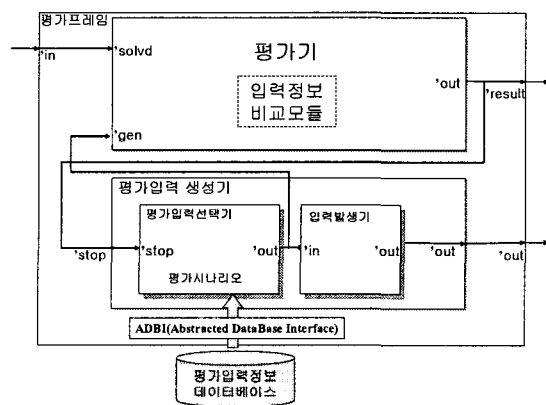 평가프레임
'in
'solvd
평가기
입력정보
비교모듈
'out
'result
'gen
평가입력 생성기
평가입력선택기
입력발생기
'stop
'stop
'out
'in
'out
'out
'out
평가시나리오
ADBI(Abstracted DataBase Interface)
평가입력정보
데이터베이스